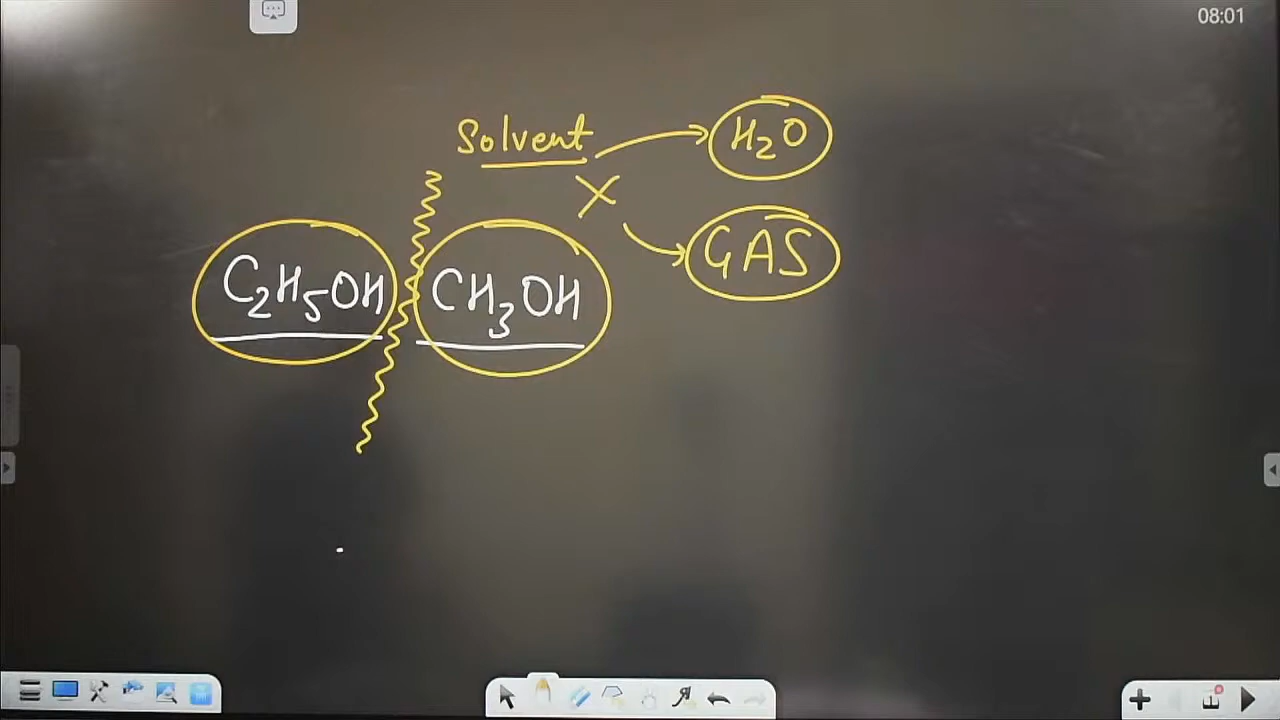 08:01
Solvent → H₂O
X
GAS
C₂H₅OH CH₃OH